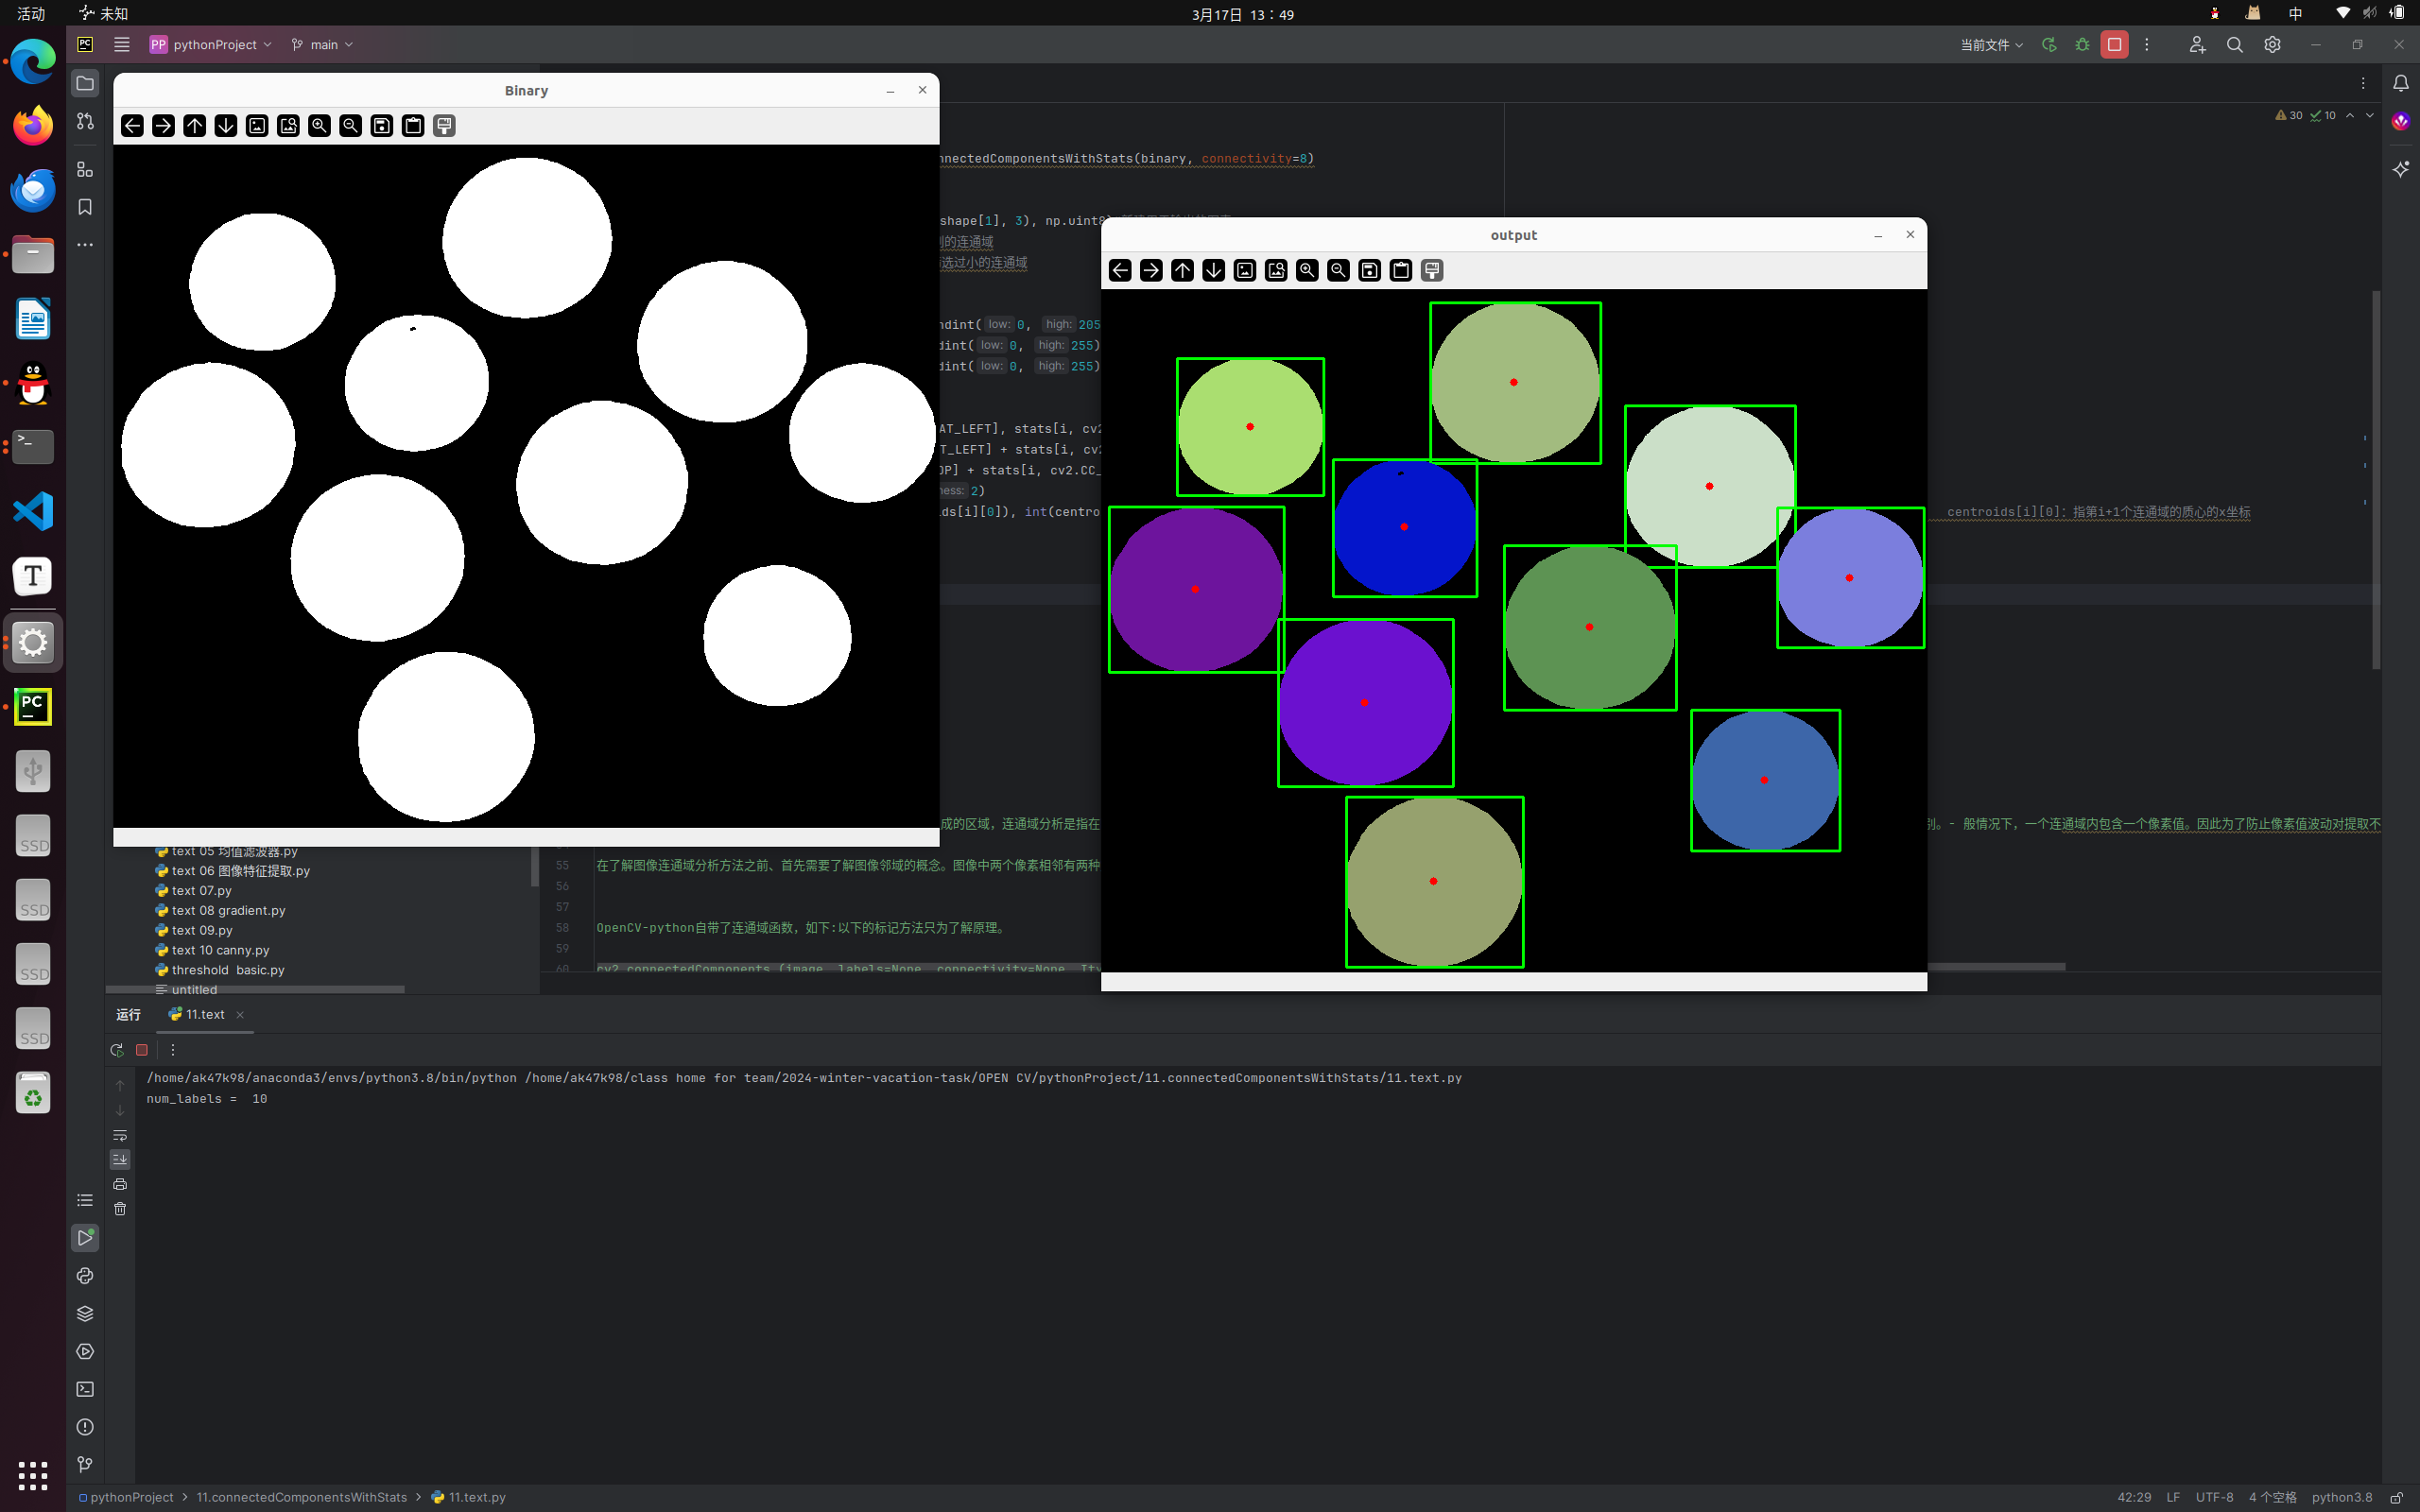 活动 未知 3月17日 13：49 中
PC PP pythonProject main 当前文件
Binary
nnectedComponentsWithStats(binary, connectivity=8)
30 10
shape[1], 3), np.uint8
的连通域
选过小的连通域
output
ndint( low: 0, high: 205
dint( low: 0, high: 255)
dint( low: 0, high: 255)
AT_LEFT], stats[i, cv2
T_LEFT] + stats[i, cv
OP] + stats[i, cv2.CC_
ness: 2)
ds[i][0]), int(centro
centroids[i][0]：指第i+1个连通域的质心的x坐标
成的区域，连通域分析是指在
别。- 般情况下，一个连通域内包含一个像素值。因此为了防止像素值波动对提取不
55 在了解图像连通域分析方法之前、首先需要了解图像邻域的概念。图像中两个像素相邻有两种
56
57
58 OpenCV-python自带了连通域函数，如下:以下的标记方法只为了解原理。
59
60 cv2.connectedComponents (image, labels=None, connectivity=None, Ity
text 05 均值滤波器.py
text 06 图像特征提取.py
text 07.py
text 08 gradient.py
text 09.py
text 10 canny.py
threshold basic.py
untitled
T
PC
SSD
SSD
SSD
SSD
运行 11.text
/home/ak47k98/anaconda3/envs/python3.8/bin/python /home/ak47k98/class home for team/2024-winter-vacation-task/OPEN CV/pythonProject/11.connectedComponentsWithStats/11.text.py
num_labels =  10
pythonProject 11.connectedComponentsWithStats 11.text.py
42:29 LF UTF-8 4 个空格 python3.8